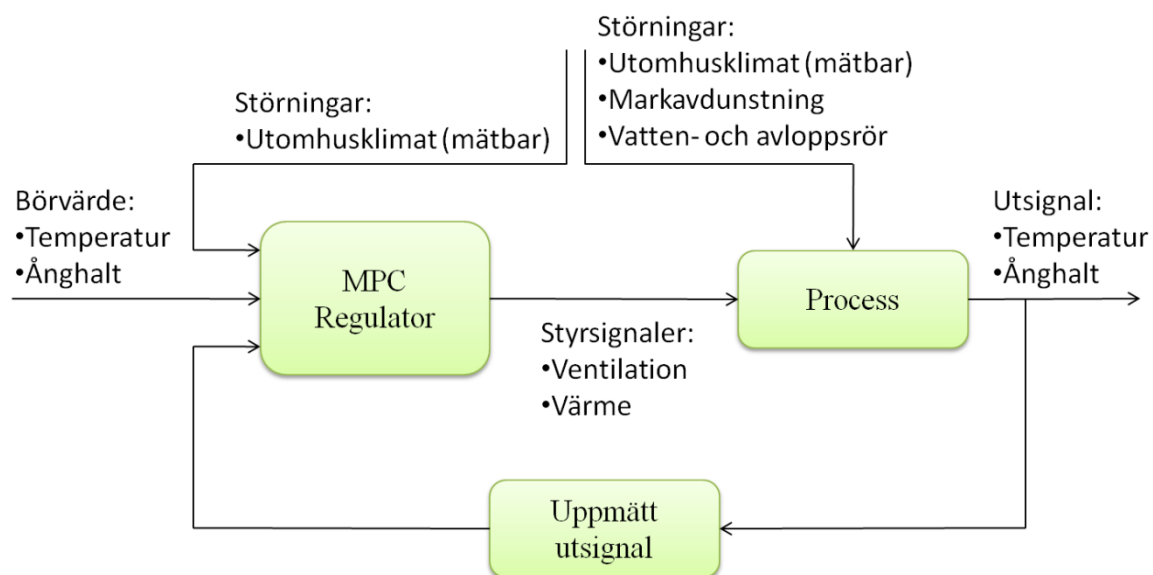 Störningar:
•Utomhusklimat (mätbar)
•Markavdunstning
•Vatten- och avloppsrör
Störningar:
•Utomhusklimat (mätbar)
Börvärde:
•Temperatur
•Ånghalt
MPC
Regulator
Styrsignaler:
•Ventilation
•Värme
Process
Utsignal:
•Temperatur
•Ånghalt
Uppmätt
utsignal